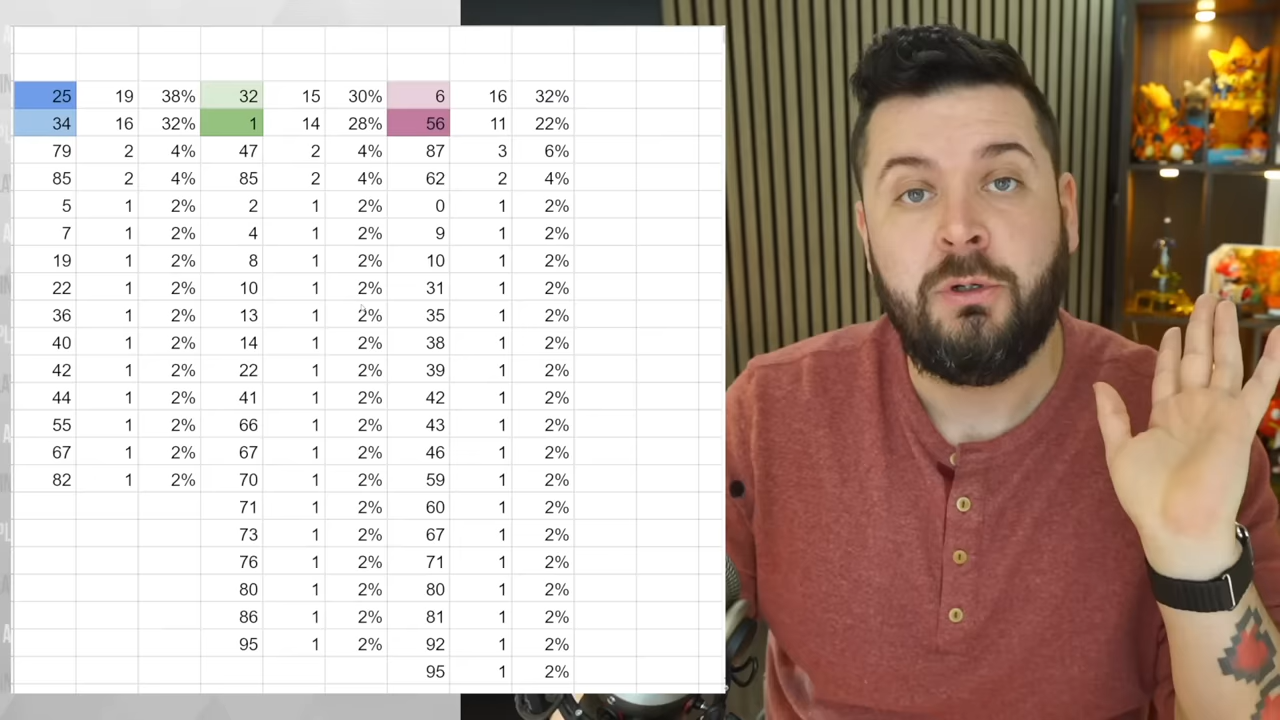 25 19 38% 32 15 30% 6 16 32%
34 16 32% 1 14 28% 56 11 22%
79 2 4% 47 2 4% 87 3 6%
85 2 4% 85 2 4% 62 2 4%
5 1 2% 2 1 2% 0 1 2%
7 1 2% 4 1 2% 9 1 2%
19 1 2% 8 1 2% 10 1 2%
22 1 2% 10 1 2% 31 1 2%
36 1 2% 13 1 2% 35 1 2%
40 1 2% 14 1 2% 38 1 2%
42 1 2% 22 1 2% 39 1 2%
44 1 2% 41 1 2% 42 1 2%
55 1 2% 66 1 2% 43 1 2%
67 1 2% 67 1 2% 46 1 2%
82 1 2% 70 1 2% 59 1 2%
71 1 2% 60 1 2%
73 1 2% 67 1 2%
76 1 2% 71 1 2%
80 1 2% 80 1 2%
86 1 2% 81 1 2%
95 1 2% 92 1 2%
95 1 2%